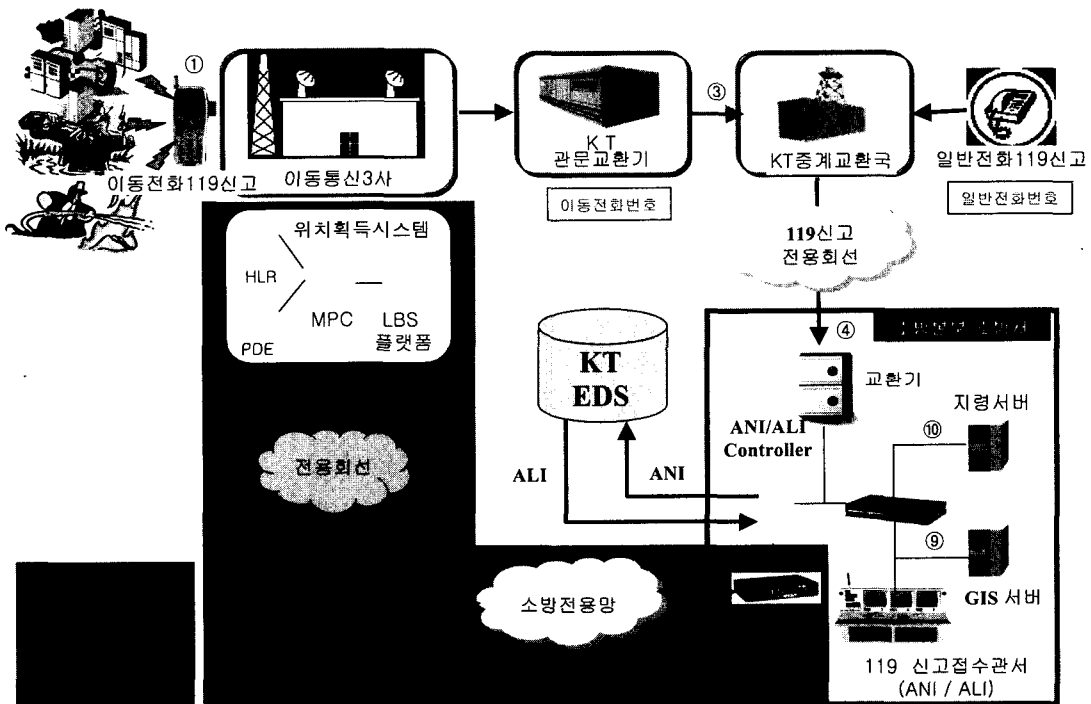 ①
이동전화119신고
이동통신3사
KT
관문교환기
이동전화번호
③
KT중계교환국
일반전화119신고
일반전화번호
119신고
전용회선
위치획득시스템
HLR
MPC
LBS
플랫폼
PDE
전용회선
KT
EDS
ALI
ANI
④
교환기
ANI/ALI
Controller
지령서버
⑩
⑨
GIS 서버
소방전용망
119 신고접수관서
(ANI / ALI)